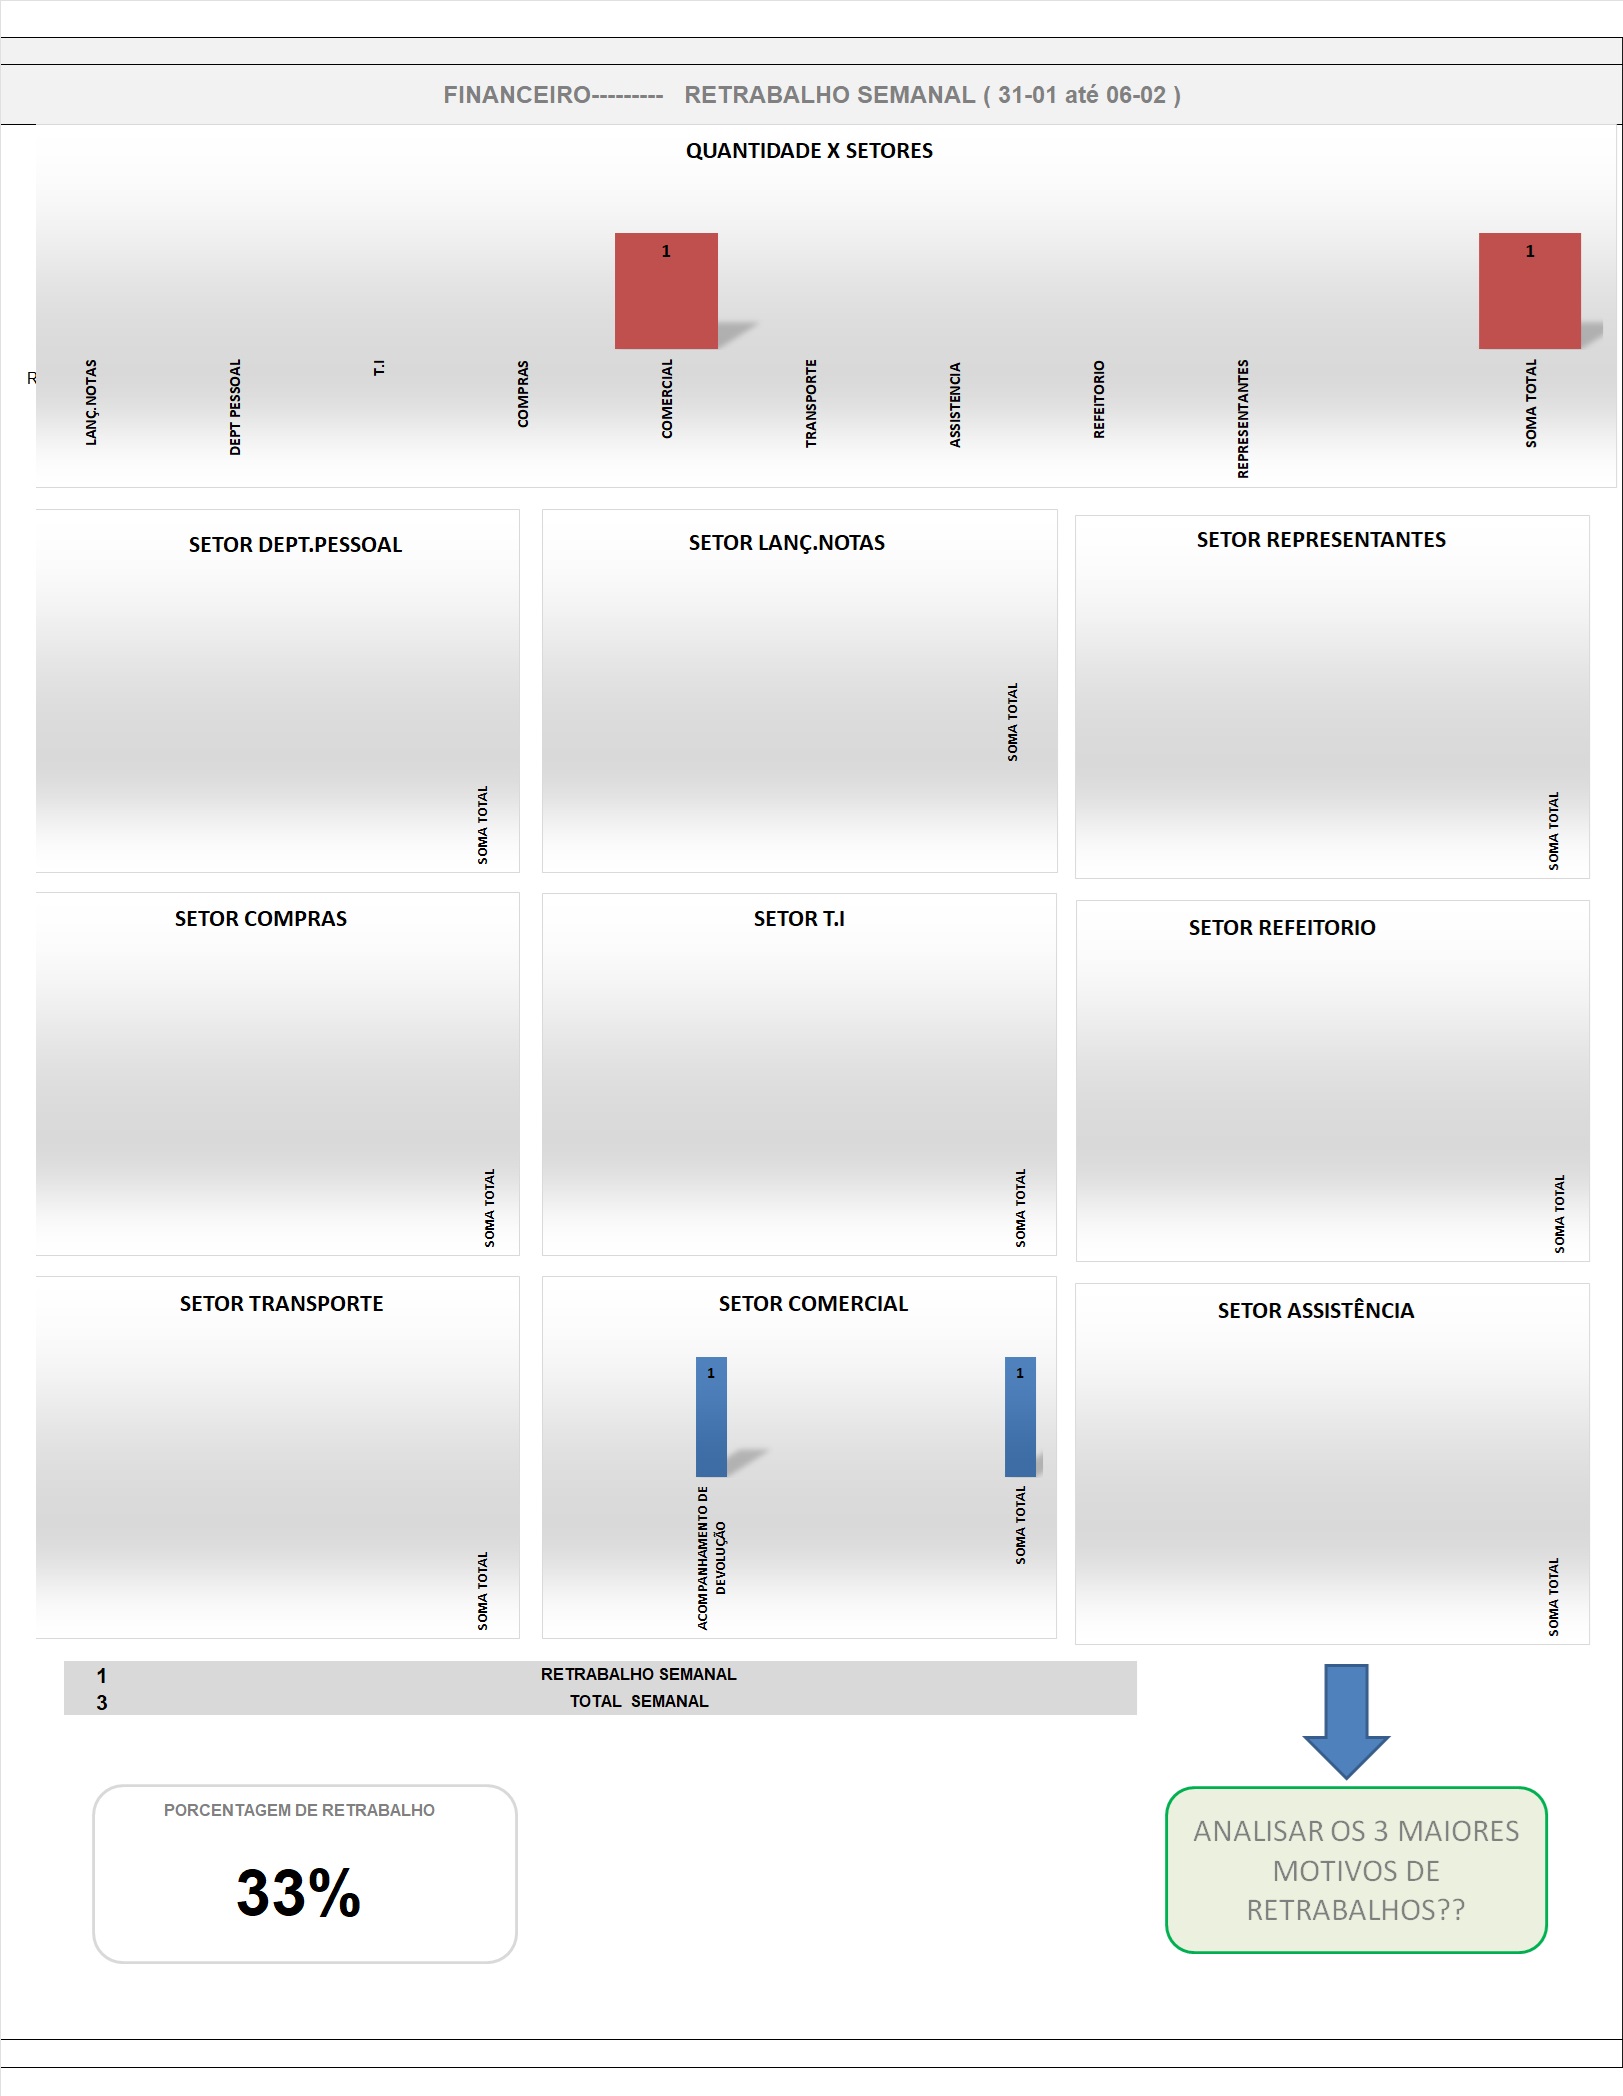 FINANCEIRO--------- RETRABALHO SEMANAL ( 31-01 até 06-02 )
QUANTIDADE X SETORES
1
1
R
LANÇ.NOTAS
DEPT PESSOAL
T.I
COMPRAS
COMERCIAL
TRANSPORTE
ASSISTENCIA
REFEITORIO
REPRESENTANTES
SOMA TOTAL
SETOR DEPT.PESSOAL
SOMA TOTAL
SETOR LANÇ.NOTAS
SOMA TOTAL
SETOR REPRESENTANTES
SOMA TOTAL
SETOR COMPRAS
SOMA TOTAL
SETOR T.I
SOMA TOTAL
SETOR REFEITORIO
SOMA TOTAL
SETOR TRANSPORTE
SOMA TOTAL
SETOR COMERCIAL
1
1
ACOMPANHAMENTO DE
DEVOLUÇÃO
SOMA TOTAL
SETOR ASSISTÊNCIA
SOMA TOTAL
1 RETRABALHO SEMANAL
3 TOTAL SEMANAL
PORCENTAGEM DE RETRABALHO
33%
ANALISAR OS 3 MAIORES
MOTIVOS DE
RETRABALHOS??